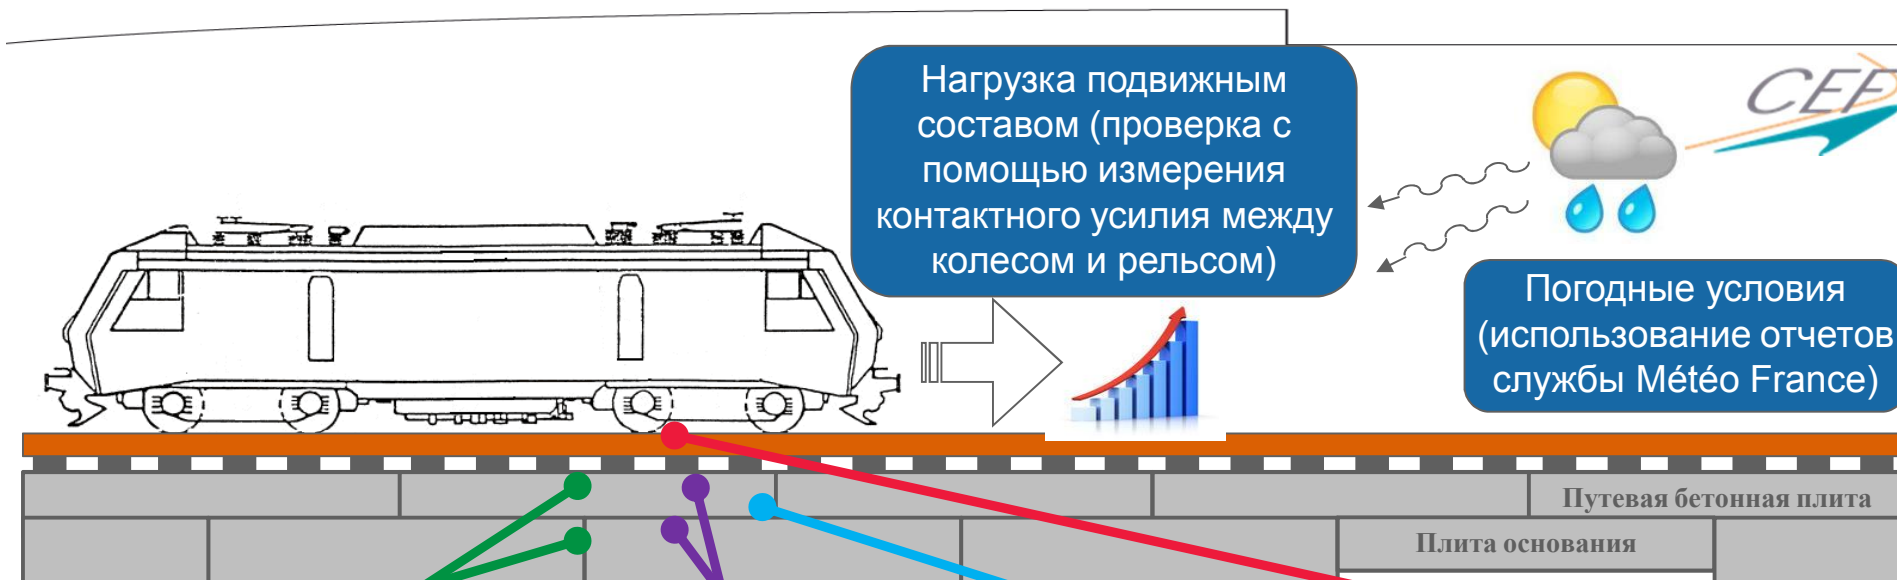 Нагрузка подвижным
составом (проверка с
помощью измерения
контактного усилия между
колесом и рельсом)
CEF
Погодные условия
(использование отчетов
службы Météo France)
Путевая бетонная плита
Плита основания